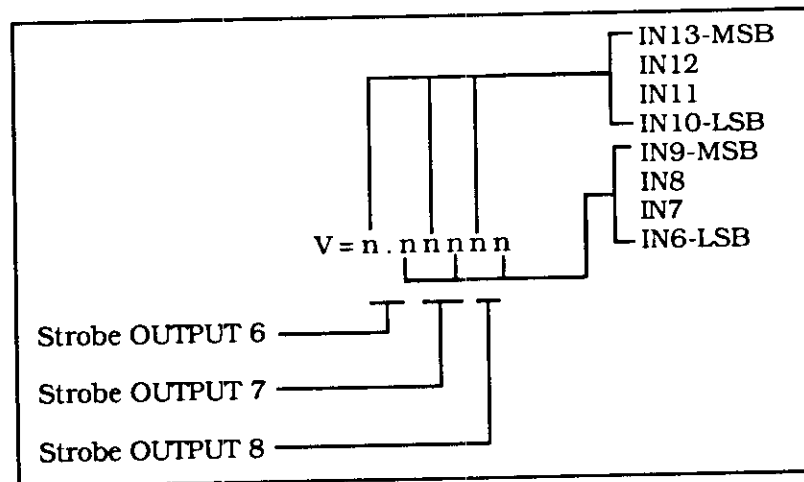 IN13-MSB
IN12
IN11
IN10-LSB
IN9-MSB
IN8
IN7
IN6-LSB
V=n.nnnnn
Strobe OUTPUT 6
Strobe OUTPUT 7
Strobe OUTPUT 8